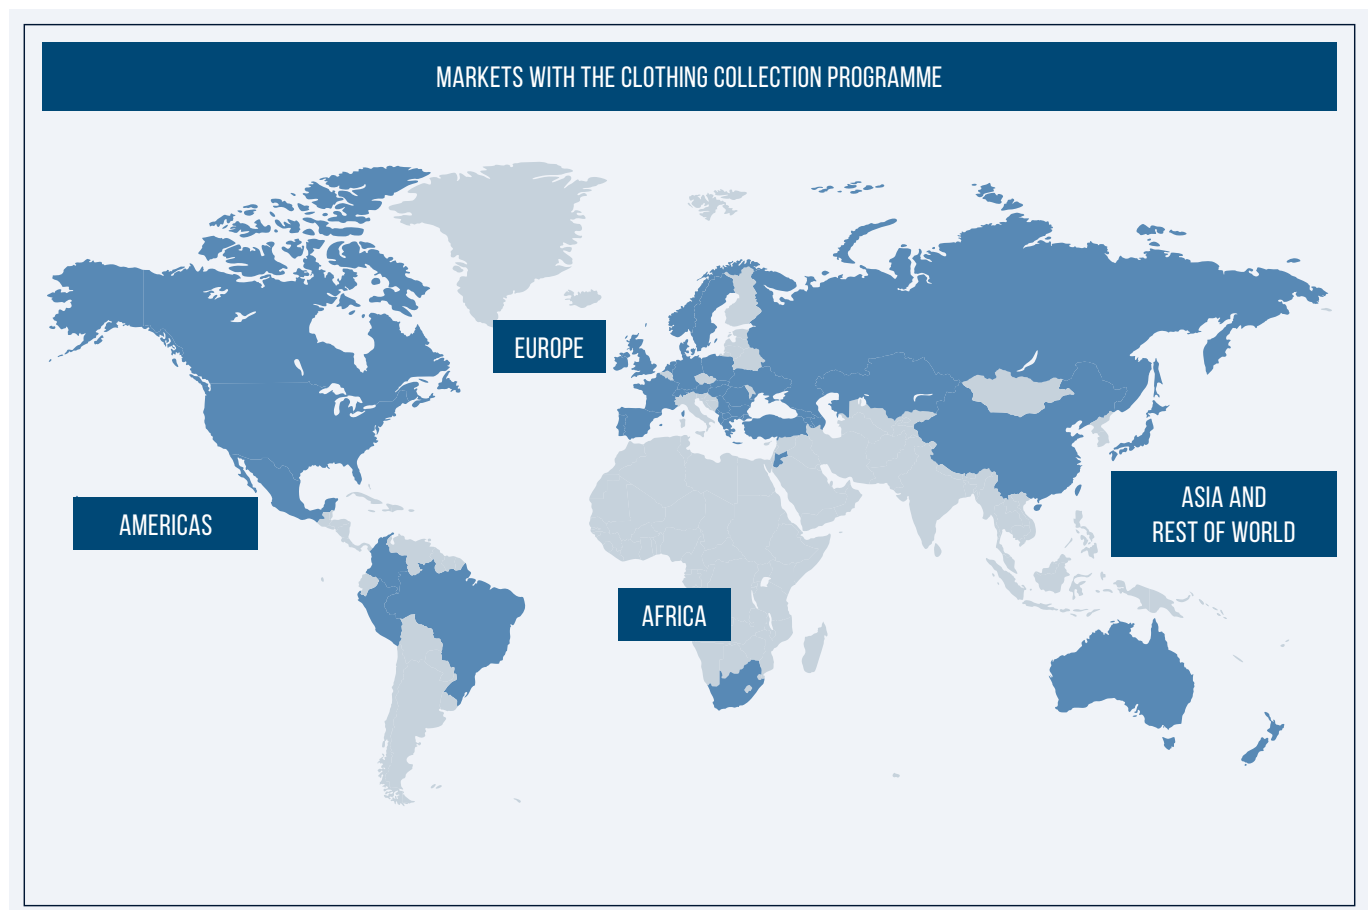 MARKETS WITH THE CLOTHING COLLECTION PROGRAMME
EUROPE
AMERICAS
ASIA AND
REST OF WORLD
AFRICA